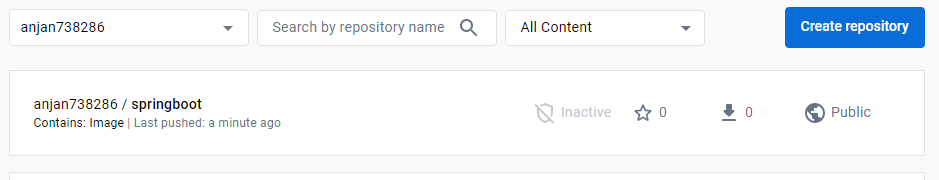 anjan738286 Search by repository name All Content Create repository
anjan738286 / springboot
Contains: Image | Last pushed: a minute ago
Inactive 0 0 Public